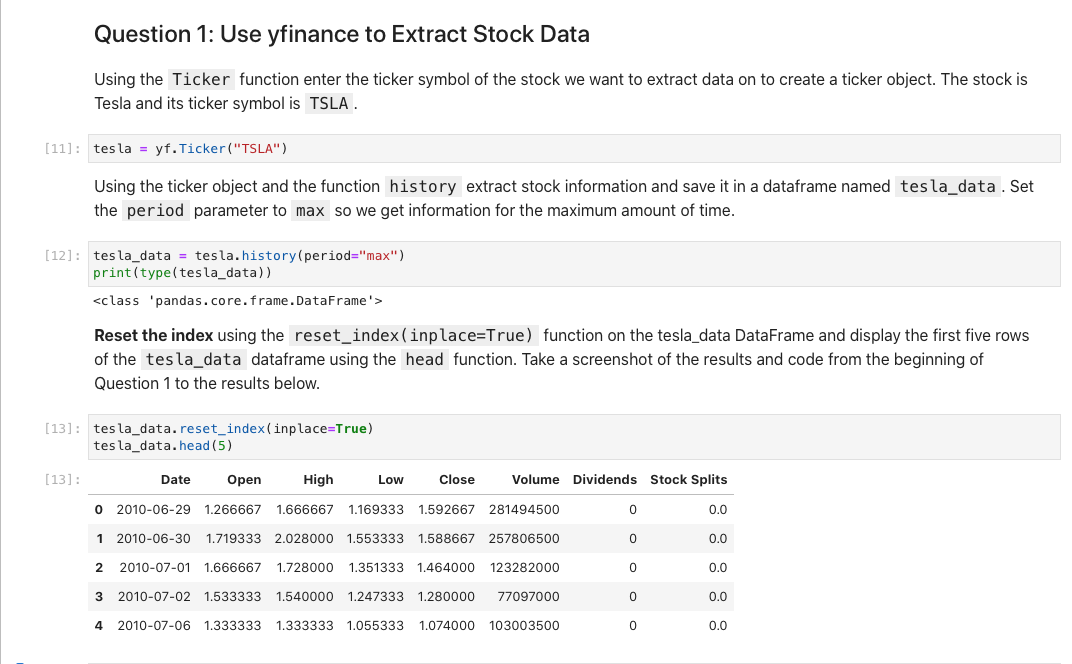 Question 1: Use yfinance to Extract Stock Data
Using the Ticker function enter the ticker symbol of the stock we want to extract data on to create a ticker object. The stock is
Tesla and its ticker symbol is TSLA .
[11]: tesla = yf.Ticker("TSLA")
Using the ticker object and the function history extract stock information and save it in a dataframe named tesla_data . Set
the period parameter to max so we get information for the maximum amount of time.
[12]: tesla_data = tesla.history(period="max")
print(type(tesla_data))
<class 'pandas.core.frame.DataFrame'>
Reset the index using the reset_index(inplace=True) function on the tesla_data DataFrame and display the first five rows
of the tesla_data dataframe using the head function. Take a screenshot of the results and code from the beginning of
Question 1 to the results below.
[13]: tesla_data.reset_index(inplace=True)
tesla_data.head(5)
[13]: Date Open High Low Close Volume Dividends Stock Splits
0 2010-06-29 1.266667 1.666667 1.169333 1.592667 281494500 0 0.0
1 2010-06-30 1.719333 2.028000 1.553333 1.588667 257806500 0 0.0
2 2010-07-01 1.666667 1.728000 1.351333 1.464000 123282000 0 0.0
3 2010-07-02 1.533333 1.540000 1.247333 1.280000 77097000 0 0.0
4 2010-07-06 1.333333 1.333333 1.055333 1.074000 103003500 0 0.0